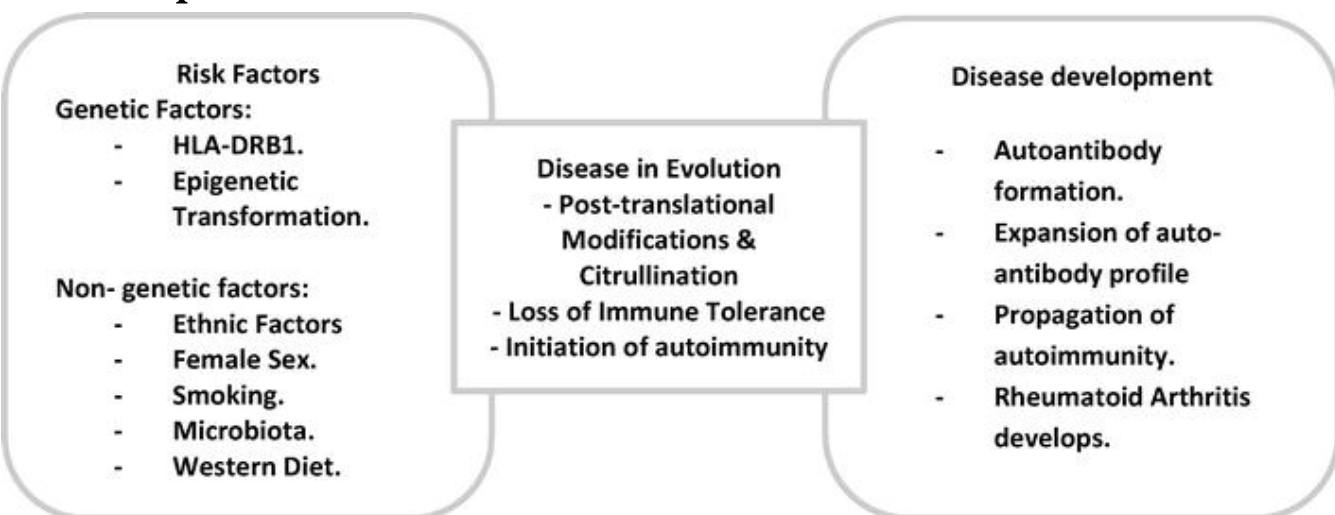 Risk Factors
Genetic Factors:
- HLA-DRB1.
- Epigenetic
Transformation.
Non- genetic factors:
- Ethnic Factors
- Female Sex.
- Smoking.
- Microbiota.
- Western Diet.
Disease in Evolution
- Post-translational
Modifications &
Citrullination
- Loss of Immune Tolerance
- Initiation of autoimmunity
Disease development
- Autoantibody
formation.
- Expansion of auto-
antibody profile
- Propagation of
autoimmunity.
- Rheumatoid Arthritis
develops.